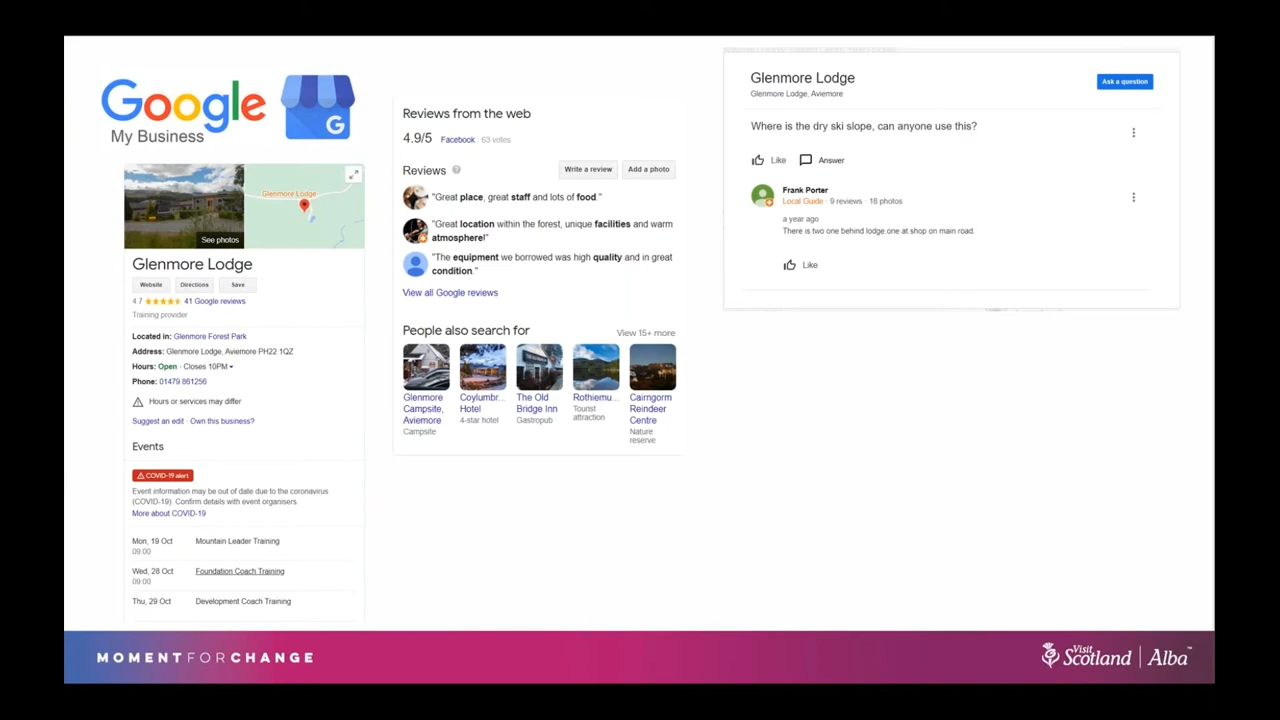 Google
My Business
G
Glenmore Lodge
See photos
Glenmore Lodge
Website
Directions
Save
4.7 41 Google reviews
Training provider
Located in: Glenmore Forest Park
Address: Glenmore Lodge, Aviemore PH22 1QZ
Hours: Open · Closes 10PM
Phone: 01479 861256
Hours or services may differ
Suggest an edit · Own this business?
Events
COVID-19 alert
Event information may be out of date due to the coronavirus
(COVID-19). Confirm details with event organisers.
More about COVID-19
Mon, 19 Oct Mountain Leader Training
09:00
Wed, 28 Oct Foundation Coach Training
09:00
Thu, 29 Oct Development Coach Training
Reviews from the web
4.9/5 Facebook 63 votes
Reviews ?
Write a review
Add a photo
"Great place, great staff and lots of food."
"Great location within the forest, unique facilities and warm
atmosphere!"
"The equipment we borrowed was high quality and in great
condition."
View all Google reviews
People also search for
View 15+ more
Glenmore
Campsite,
Aviemore
Campsite
Coylumbr...
Hotel
4-star hotel
The Old
Bridge Inn
Gastropub
Rothiemu...
Tourist
attraction
Cairngorm
Reindeer
Centre
Nature
reserve
Glenmore Lodge
Glenmore Lodge, Aviemore
Ask a question
Where is the dry ski slope, can anyone use this?
Like Answer
Frank Porter
Local Guide · 9 reviews · 18 photos
a year ago
There is two one behind lodge.one at shop on main road.
Like
MOMENTFORCHANGE
Visit
Scotland | Alba™